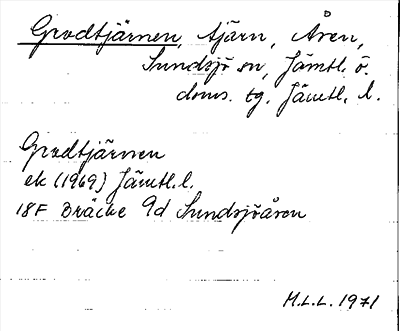 Grodtjärnen, tjärn, Åren,
Sundsjö sn, Jämtl. ö.
doms. tg. Jämtl. l.
Grodtjärnen
ek (1969) Jämtl. l.
18F Bräcke 9d Sundsjöåsen
M.L.L. 1971